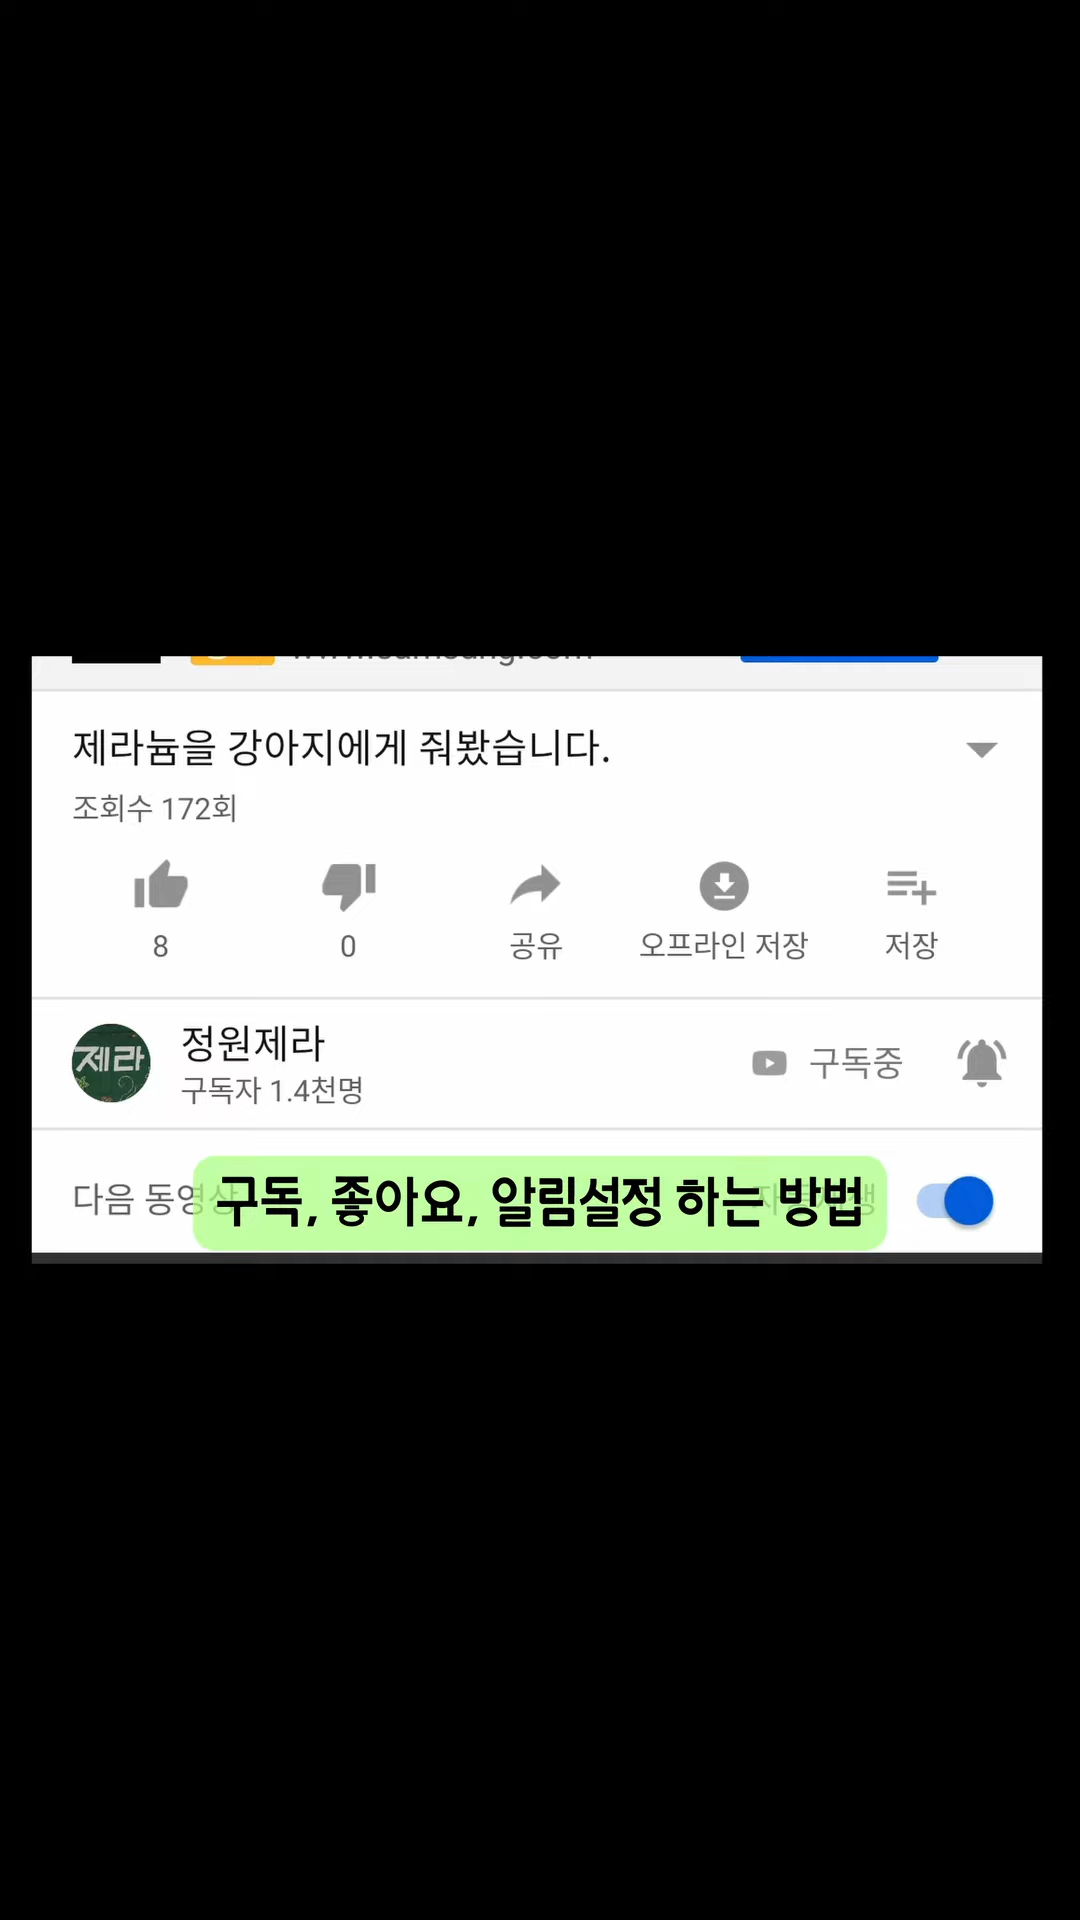 제라늄을 강아지에게 줘봤습니다.
조회수 172회
8
0
공유
오프라인 저장
저장
제라
정원제라
구독자 1.4천명
구독중
다음 동영상
구독, 좋아요, 알림설정 하는 방법